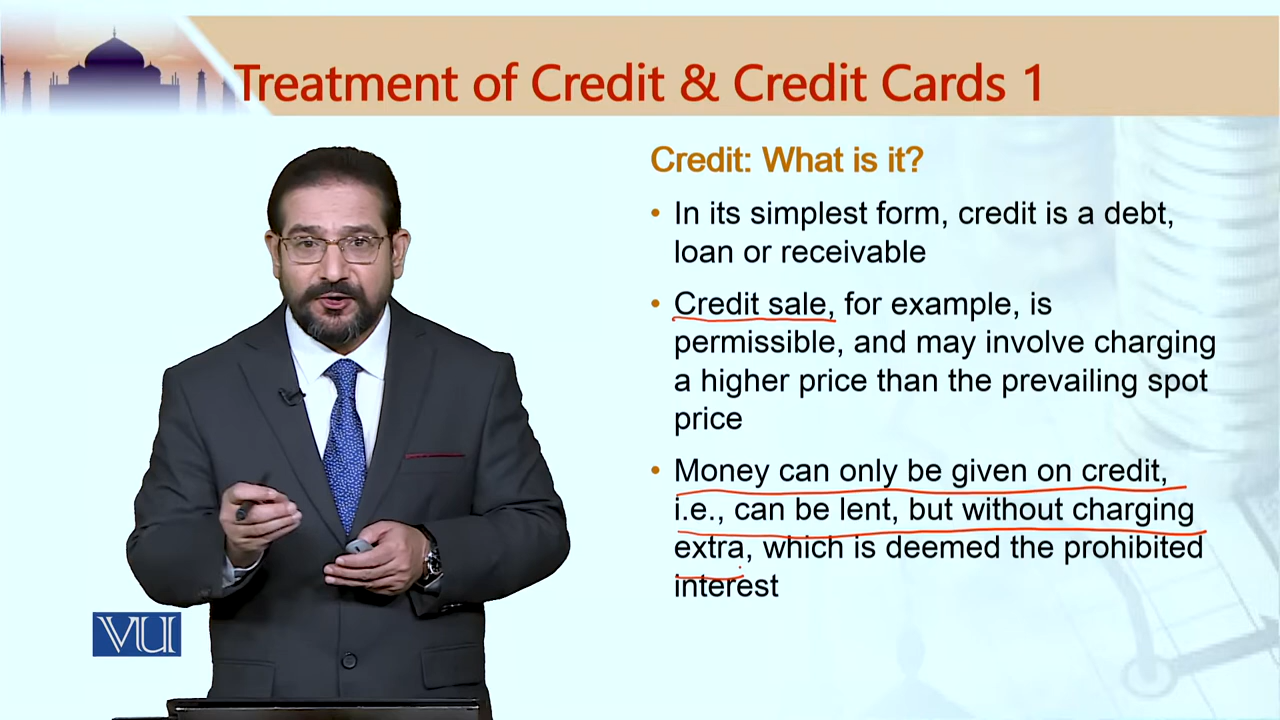 Treatment of Credit & Credit Cards 1
Credit: What is it?
• In its simplest form, credit is a debt,
loan or receivable
• Credit sale, for example, is
permissible, and may involve charging
a higher price than the prevailing spot
price
• Money can only be given on credit,
i.e., can be lent, but without charging
extra, which is deemed the prohibited
interest
VU